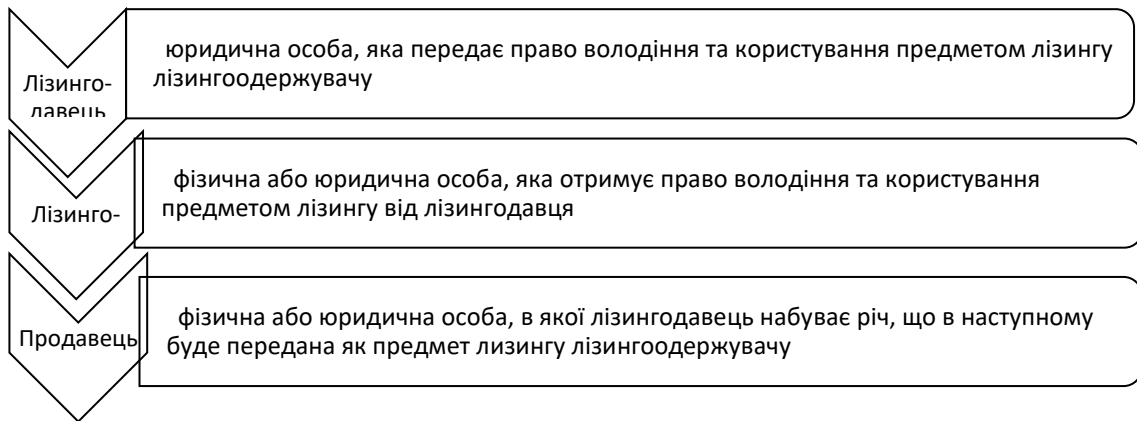 Лізинго-
давець
юридична особа, яка передає право володіння та користування предметом лізингу
лізингоодержувачу
Лізинго-
фізична або юридична особа, яка отримує право володіння та користування
предметом лізингу від лізингодавця
Продавець
фізична або юридична особа, в якої лізингодавець набуває річ, що в наступному
буде передана як предмет лизингу лізингоодержувачу